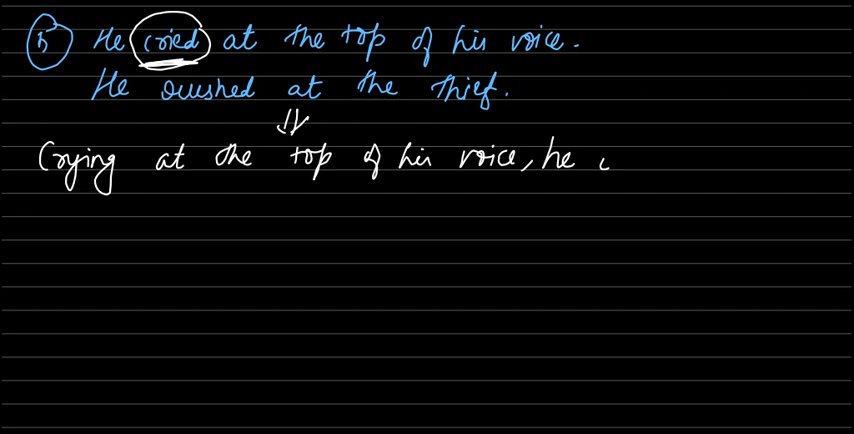 5 He cried at the top of his voice.
He rushed at the thief.
Crying at the top of his voice, he